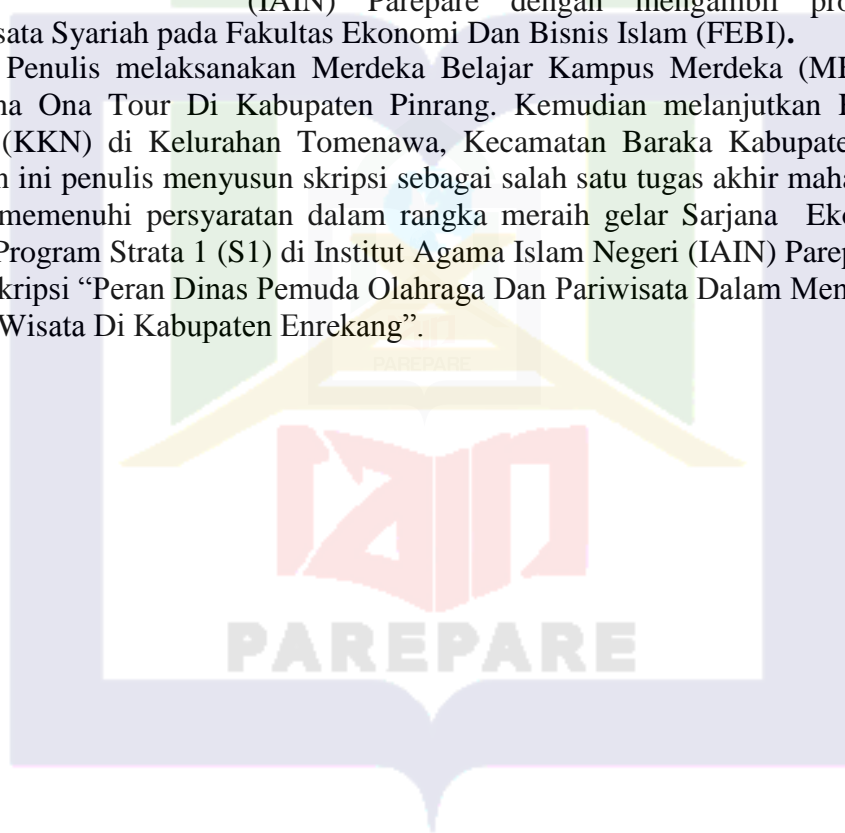 (IAIN) Parepare dengan mengambil pro
sata Syariah pada Fakultas Ekonomi Dan Bisnis Islam (FEBI).
Penulis melaksanakan Merdeka Belajar Kampus Merdeka (ME
na Ona Tour Di Kabupaten Pinrang. Kemudian melanjutkan
(KKN) di Kelurahan Tomenawa, Kecamatan Baraka Kabupate
n ini penulis menyusun skripsi sebagai salah satu tugas akhir maha
memenuhi persyaratan dalam rangka meraih gelar Sarjana Eko
Program Strata 1 (S1) di Institut Agama Islam Negeri (IAIN) Parep
kripsi “Peran Dinas Pemuda Olahraga Dan Pariwisata Dalam Men
Wisata Di Kabupaten Enrekang”.
PAREPARE
iain
PAREPARE